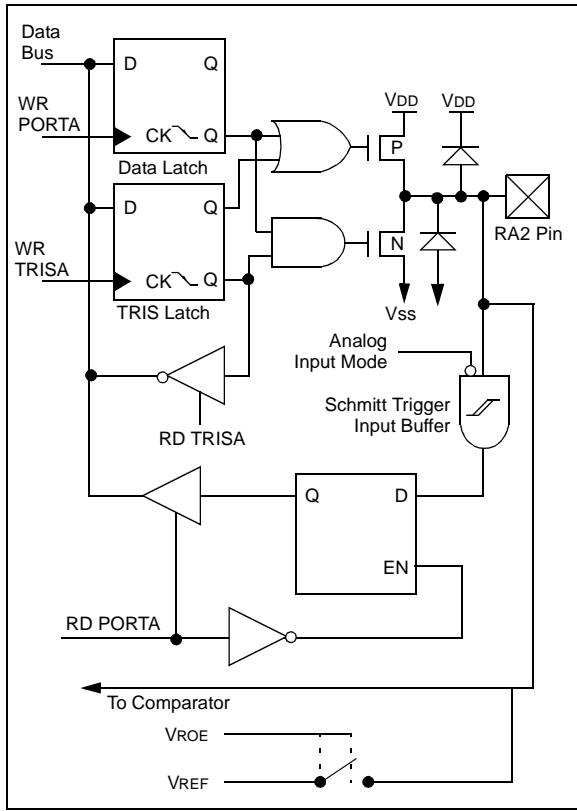 Data
Bus
D
Q
VDD
VDD
WR
PORTA
CK
Q
P
Data Latch
D
Q
RA2 Pin
N
WR
TRISA
CK
Q
Vss
TRIS Latch
Analog
Input Mode
Schmitt Trigger
Input Buffer
RD TRISA
Q
D
EN
RD PORTA
To Comparator
VROE
VREF